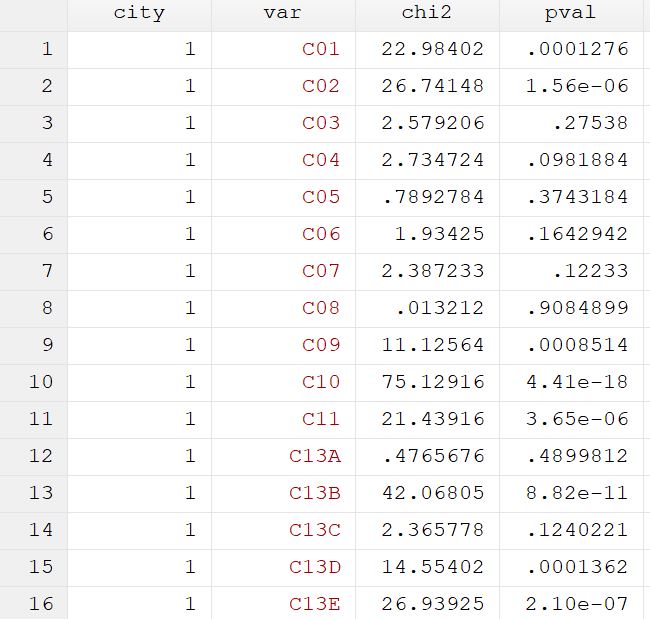 city var chi2 pval
1 1 C01 22.98402 .0001276
2 1 C02 26.74148 1.56e-06
3 1 C03 2.579206 .27538
4 1 C04 2.734724 .0981884
5 1 C05 .7892784 .3743184
6 1 C06 1.93425 .1642942
7 1 C07 2.387233 .12233
8 1 C08 .013212 .9084899
9 1 C09 11.12564 .0008514
10 1 C10 75.12916 4.41e-18
11 1 C11 21.43916 3.65e-06
12 1 C13A .4765676 .4899812
13 1 C13B 42.06805 8.82e-11
14 1 C13C 2.365778 .1240221
15 1 C13D 14.55402 .0001362
16 1 C13E 26.93925 2.10e-07